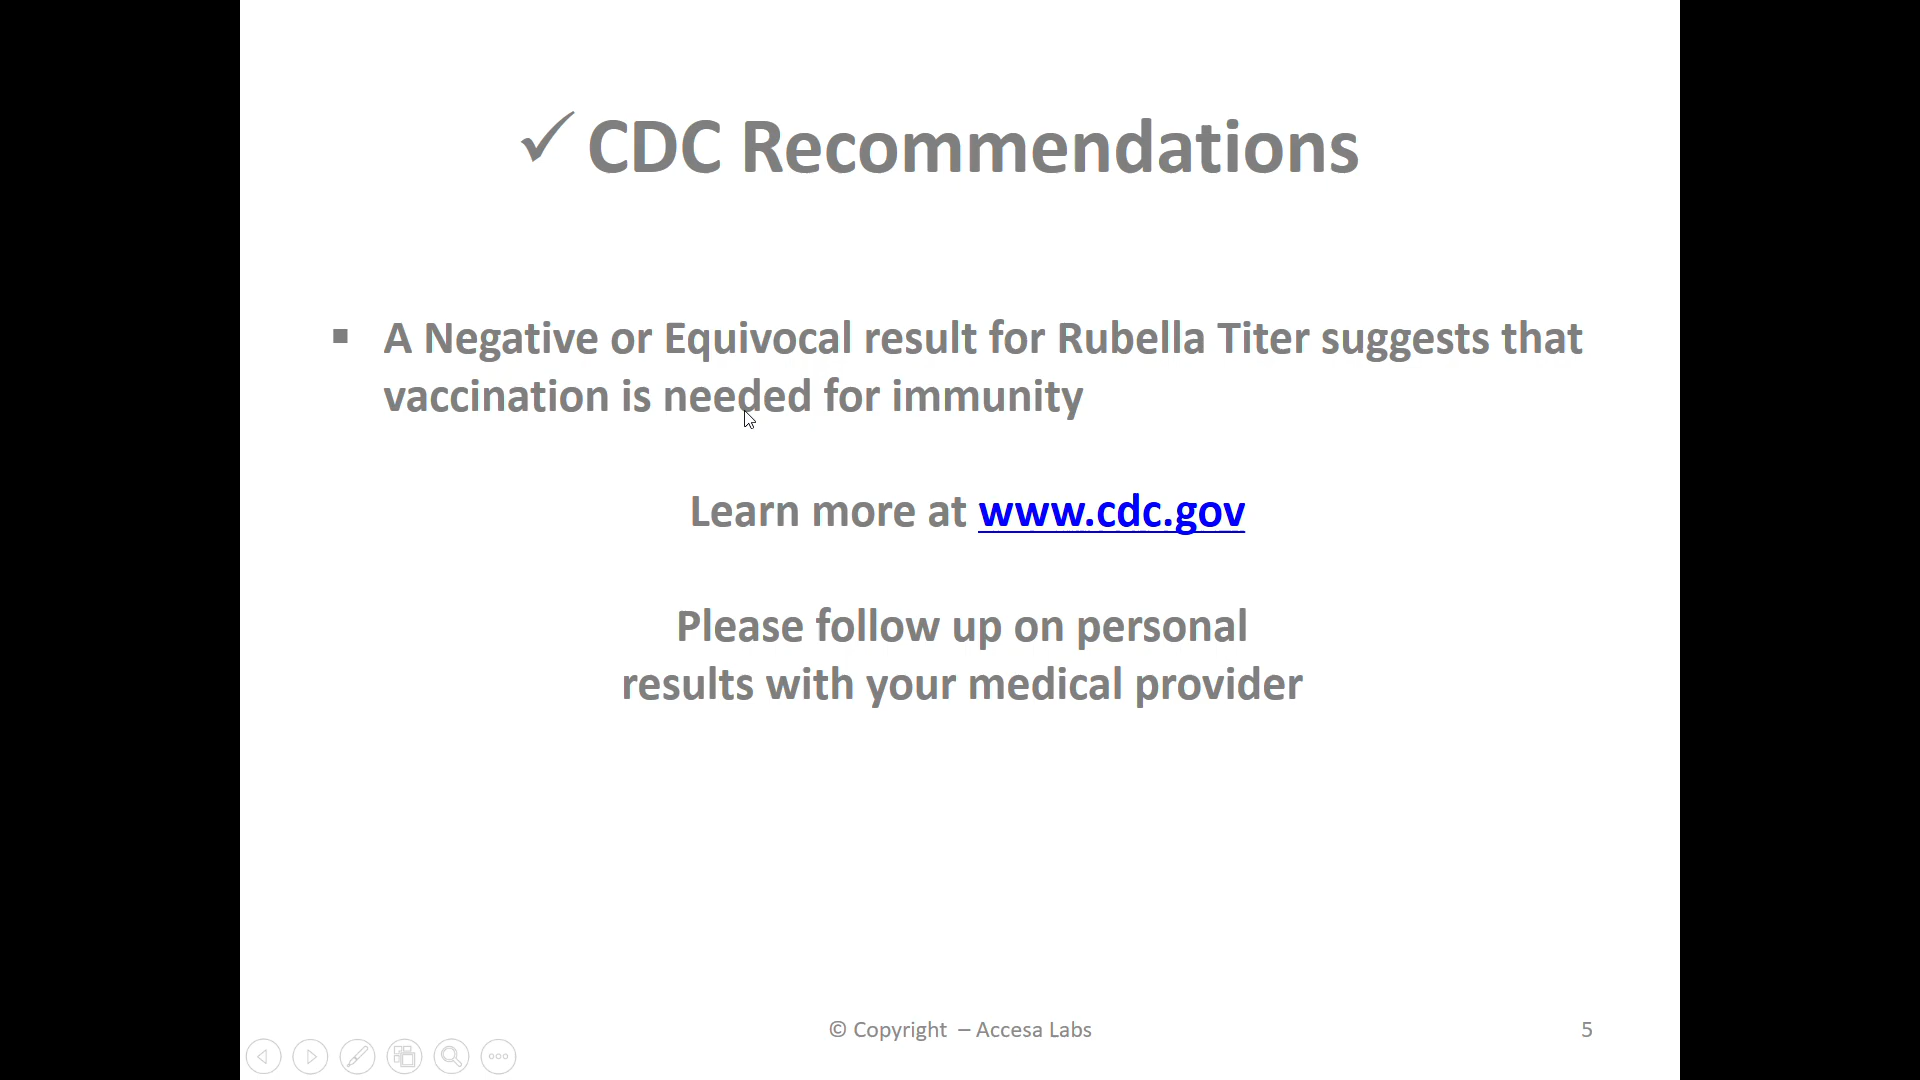 ✓ CDC Recommendations
▪ A Negative or Equivocal result for Rubella Titer suggests that
vaccination is needed for immunity
Learn more at www.cdc.gov
Please follow up on personal
results with your medical provider
© Copyright – Accesa Labs
5